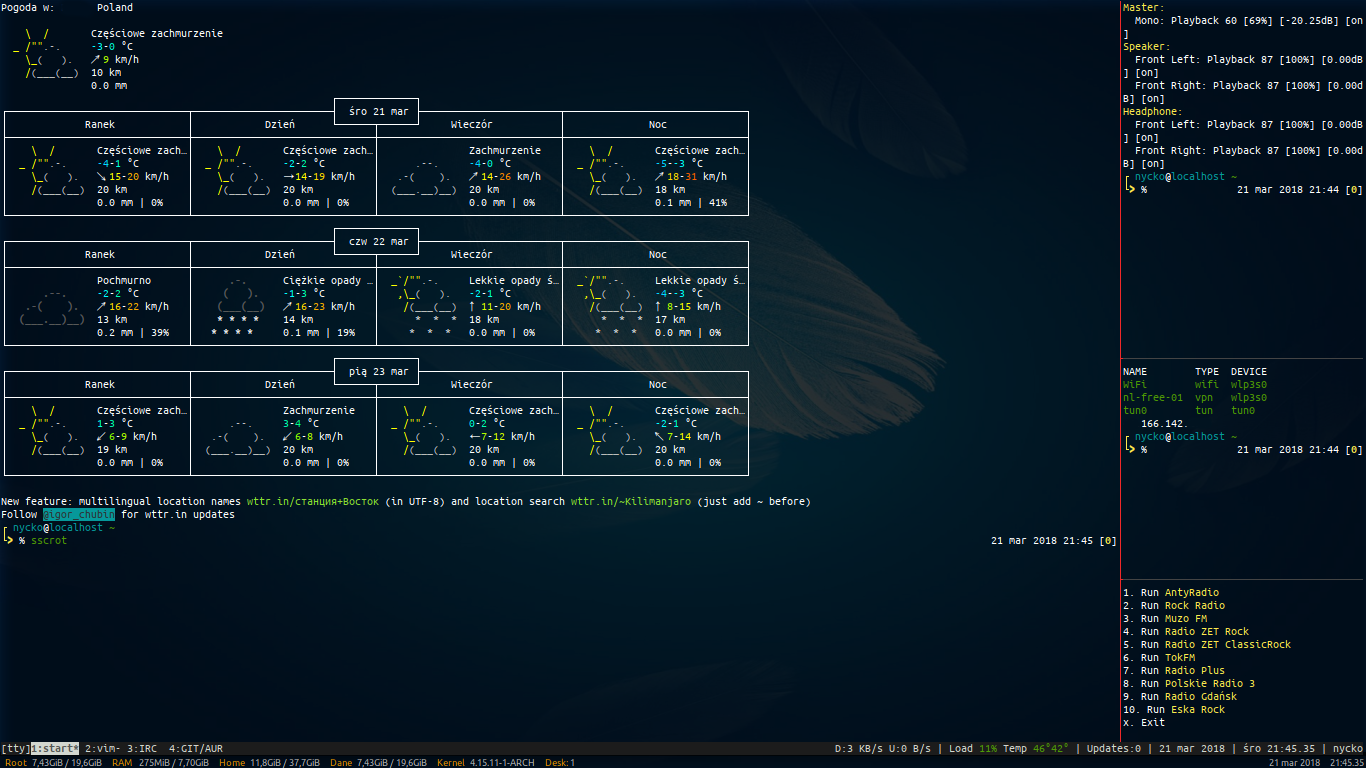 Pogoda w: Poland
Częściowe zachmurzenie
-3-0 °C
↗ 9 km/h
10 km
0.0 mm
śro 21 mar
Ranek Dzień Wieczór Noc
Częściowe zach… Częściowe zach… Zachmurzenie Częściowe zach…
-4-1 °C -2-2 °C -4-0 °C -5--3 °C
↘ 15-20 km/h → 14-19 km/h ↗ 14-26 km/h ↗ 18-31 km/h
20 km 20 km 20 km 18 km
0.0 mm | 0% 0.0 mm | 0% 0.0 mm | 0% 0.1 mm | 41%
czw 22 mar
Ranek Dzień Wieczór Noc
Pochmurno Ciężkie opady … Lekkie opady ś… Lekkie opady ś…
-2-2 °C -1-3 °C -2-1 °C -4--3 °C
↗ 16-22 km/h ↗ 16-23 km/h ↑ 11-20 km/h ↑ 8-15 km/h
13 km 14 km 18 km 17 km
0.2 mm | 39% 0.1 mm | 19% 0.0 mm | 0% 0.0 mm | 0%
pią 23 mar
Ranek Dzień Wieczór Noc
Częściowe zach… Zachmurzenie Częściowe zach… Częściowe zach…
1-3 °C 3-4 °C 0-2 °C -2-1 °C
↙ 6-9 km/h ↙ 6-8 km/h ← 7-12 km/h ↖ 7-14 km/h
19 km 20 km 20 km 20 km
0.0 mm | 0% 0.0 mm | 0% 0.0 mm | 0% 0.0 mm | 0%
New feature: multilingual location names wttr.in/станция+Восток (in UTF-8) and location search wttr.in/~Kilimanjaro (just add ~ before)
Follow @igor_chubin for wttr.in updates
nycko@localhost ~
% sscrot 21 mar 2018 21:45 [0]
Master:
Mono: Playback 60 [69%] [-20.25dB] [on
]
Speaker:
Front Left: Playback 87 [100%] [0.00dB
] [on]
Front Right: Playback 87 [100%] [0.00d
B] [on]
Headphone:
Front Left: Playback 87 [100%] [0.00dB
] [on]
Front Right: Playback 87 [100%] [0.00d
B] [on]
nycko@localhost ~
% 21 mar 2018 21:44 [0]
NAME TYPE DEVICE
WiFi wifi wlp3s0
nl-free-01 vpn wlp3s0
tun0 tun tun0
166.142.
nycko@localhost ~
% 21 mar 2018 21:44 [0]
1. Run AntyRadio
2. Run Rock Radio
3. Run Muzo FM
4. Run Radio ZET Rock
5. Run Radio ZET ClassicRock
6. Run TokFM
7. Run Radio Plus
8. Run Polskie Radio 3
9. Run Radio Gdańsk
10. Run Eska Rock
x. Exit
[tty]1:start* 2:vim- 3:IRC 4:GIT/AUR D:3 KB/s U:0 B/s | Load 11% Temp 46°42° | Updates:0 | 21 mar 2018 | śro 21:45.35 | nycko
Root 7,43GiB / 19,6GiB RAM 275MiB / 7,70GiB Home 11,8GiB / 37,7GiB Dane 7,43GiB / 19,6GiB Kernel 4.15.11-1-ARCH Desk: 1 21 mar 2018 21:45.35